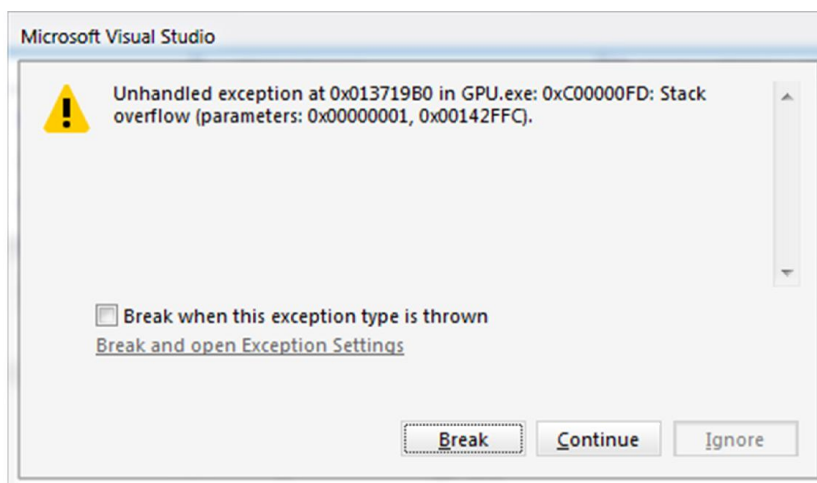 Microsoft Visual Studio
Unhandled exception at 0x013719B0 in GPU.exe: 0xC00000FD: Stack
overflow (parameters: 0x00000001, 0x00142FFC).
Break when this exception type is thrown
Break and open Exception Settings
Break Continue Ignore